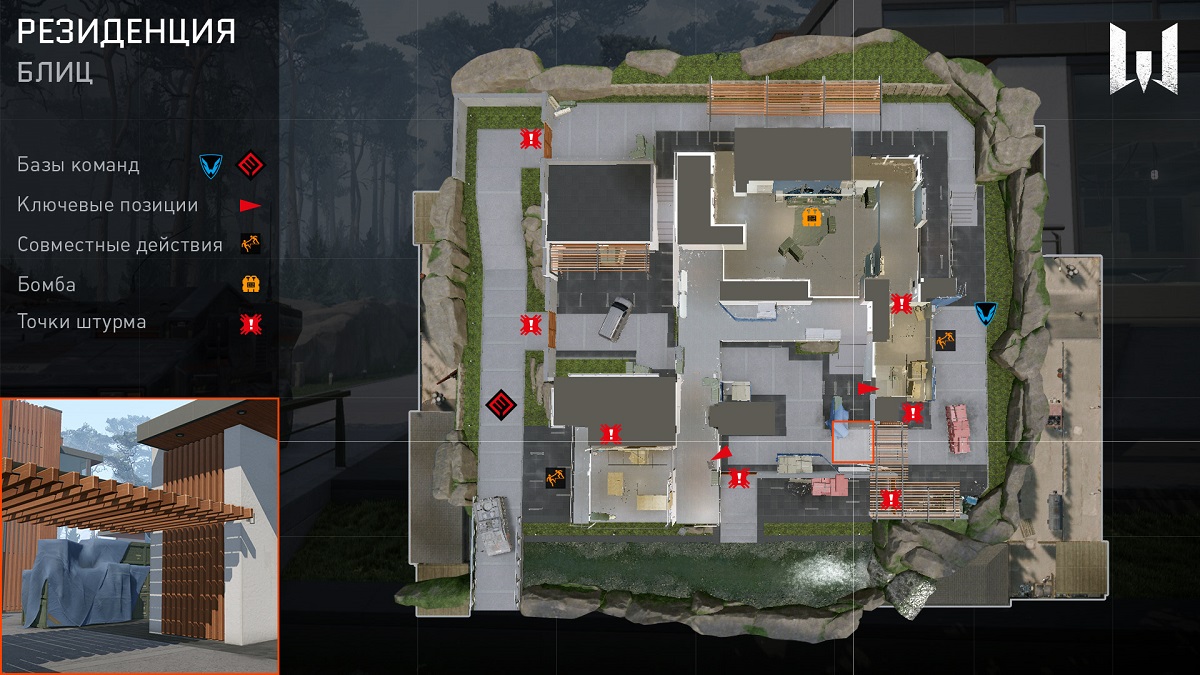 РЕЗИДЕНЦИЯ
БЛИЦ
Базы команд
Ключевые позиции
Совместные действия
Бомба
Точки штурма